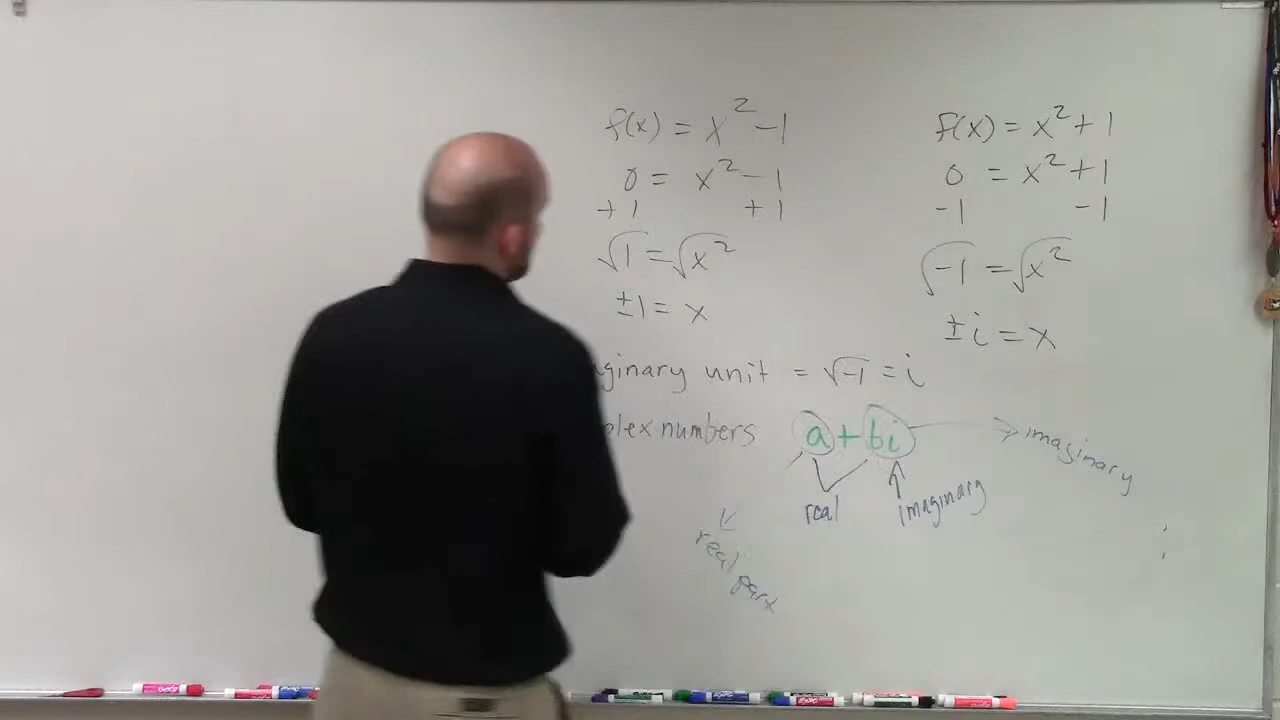 f(x) = x² - 1
0 = x² - 1
+1 +1
√1 = √x²
±1 = x
f(x) = x² + 1
0 = x² + 1
-1 -1
√-1 = √x²
±i = x
ginary unit = √-1 = i
plex numbers a + bi
imaginary
real imaginary
real part